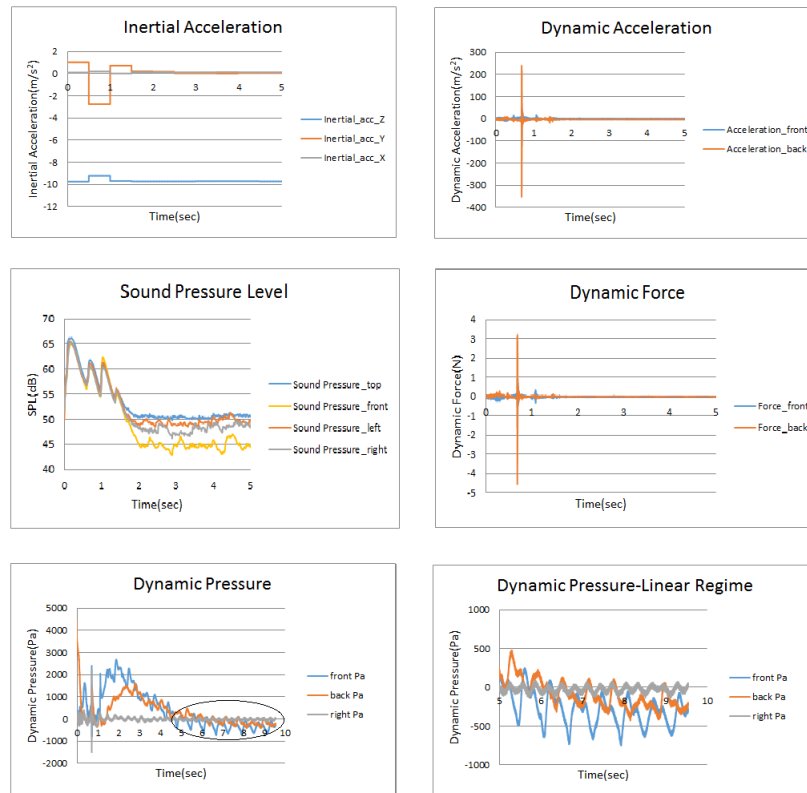 Inertial Acceleration
Inertial Acceleration(m/s²)
2
0
-2
-4
-6
-8
-10
-12
0 1 2 3 4 5
Time(sec)
Inertial_acc_Z
Inertial_acc_Y
Inertial_acc_X
Dynamic Acceleration
Dynamic Acceleration(m/s²)
300
200
100
0
-100
-200
-300
-400
0 1 2 3 4 5
Time(sec)
Acceleration_front
Acceleration_back
Sound Pressure Level
SPL(dB)
70
65
60
55
50
45
40
0 1 2 3 4 5
Time(sec)
Sound Pressure_top
Sound Pressure_front
Sound Pressure_left
Sound Pressure_right
Dynamic Force
Dynamic Force(N)
4
3
2
1
0
-1
-2
-3
-4
-5
0 1 2 3 4 5
Time(sec)
Force_front
Force_back
Dynamic Pressure
Dynamic Pressure(Pa)
5000
4000
3000
2000
1000
0
-1000
-2000
0 1 2 3 4 5 6 7 8 9 10
Time(sec)
front Pa
back Pa
right Pa
Dynamic Pressure-Linear Regime
Dynamic Pressure(Pa)
1000
500
0
-500
-1000
5 6 7 8 9 10
Time(sec)
front Pa
back Pa
right Pa